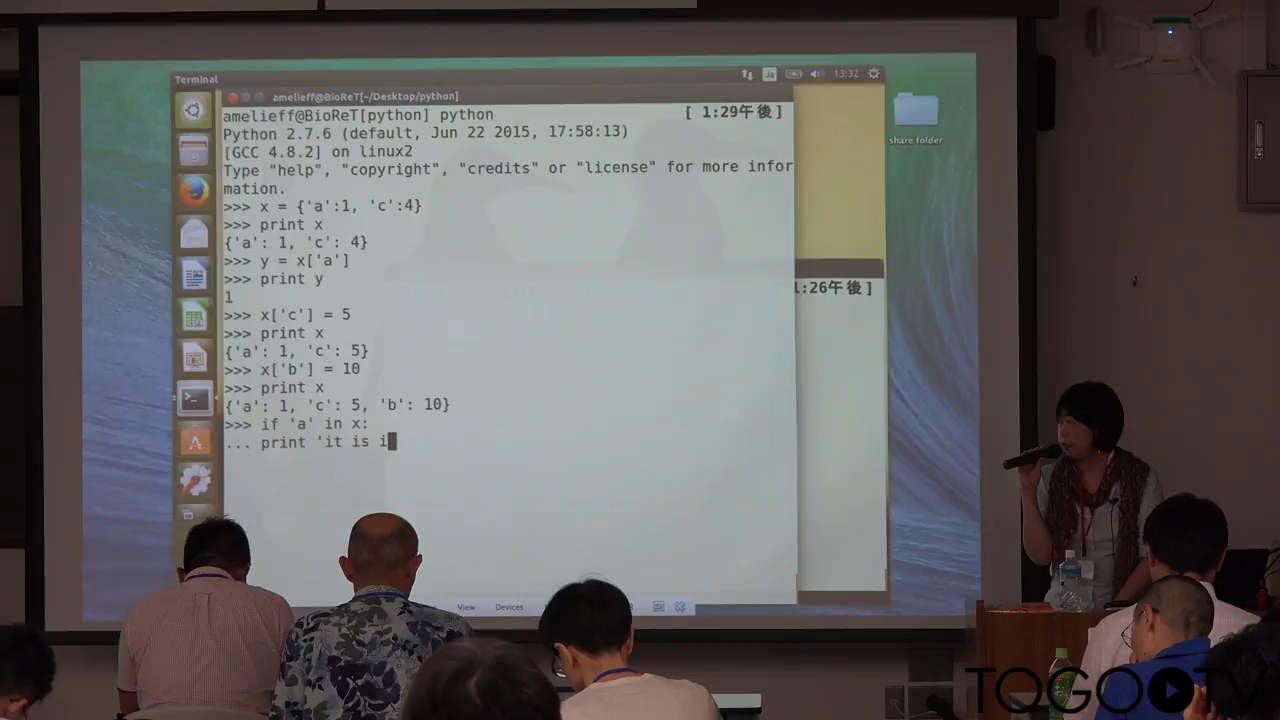 Terminal
Ja
13:32
amelieff@BioReT[~/Desktop/python]
amelieff@BioReT[python] python [ 1:29午後]
Python 2.7.6 (default, Jun 22 2015, 17:58:13)
[GCC 4.8.2] on linux2
Type "help", "copyright", "credits" or "license" for more infor
mation.
>>> x = {'a':1, 'c':4}
>>> print x
{'a': 1, 'c': 4}
>>> y = x['a']
>>> print y
1
>>> x['c'] = 5
>>> print x
{'a': 1, 'c': 5}
>>> x['b'] = 10
>>> print x
{'a': 1, 'c': 5, 'b': 10}
>>> if 'a' in x:
... print 'it is i
1:26午後]
share folder
View Devices
TOGOTV